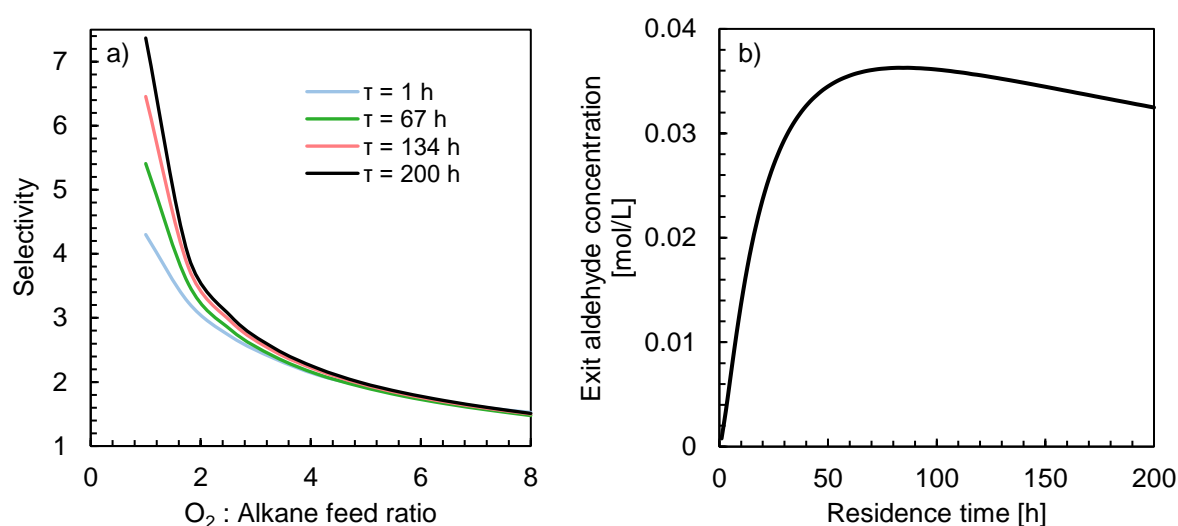 a)
7
6
5
4
3
2
1
Selectivity
τ = 1 h
τ = 67 h
τ = 134 h
τ = 200 h
0
2
4
6
8
O₂ : Alkane feed ratio
b)
0.04
0.03
0.02
0.01
0
Exit aldehyde concentration
[mol/L]
0
50
100
150
200
Residence time [h]